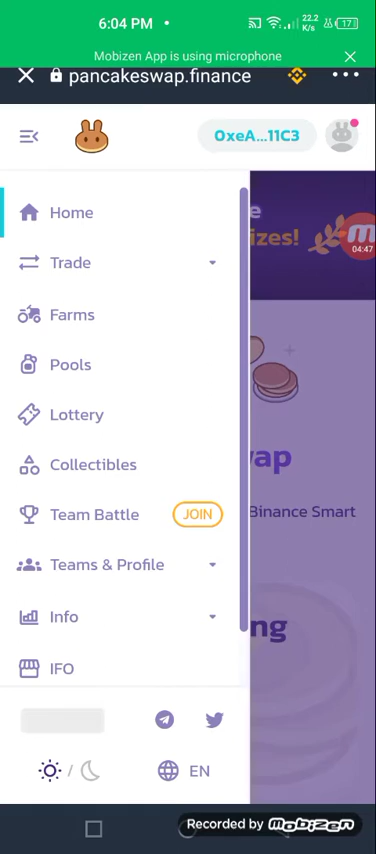 6:04 PM
22.2
K/s
17
Mobizen App is using microphone
pancakeswap.finance
0xeA...11C3
Home
e
izes!
04:47
Trade
Farms
Pools
Lottery
wap
Collectibles
Binance Smart
Team Battle
JOIN
Teams & Profile
Info
ng
IFO
/
EN
Recorded by MOBIZEN